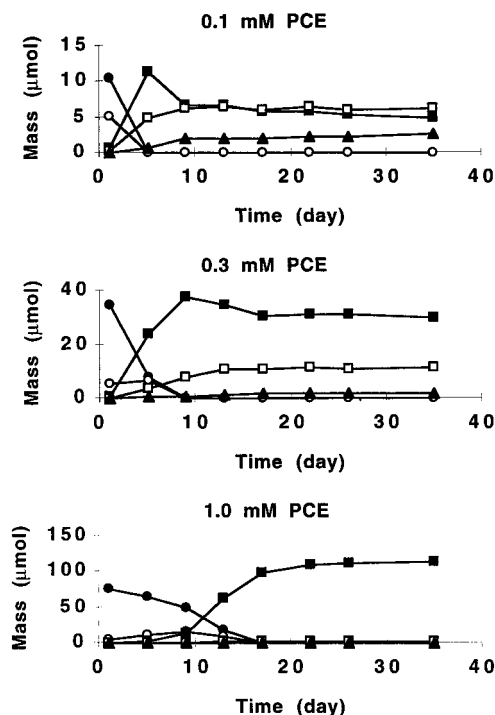 0.1 mM PCE
Mass (μmol)
15
10
5
0
0 10 20 30 40
Time (day)
0.3 mM PCE
Mass (μmol)
40
20
0
0 10 20 30 40
Time (day)
1.0 mM PCE
Mass (μmol)
150
100
50
0
0 10 20 30 40
Time (day)